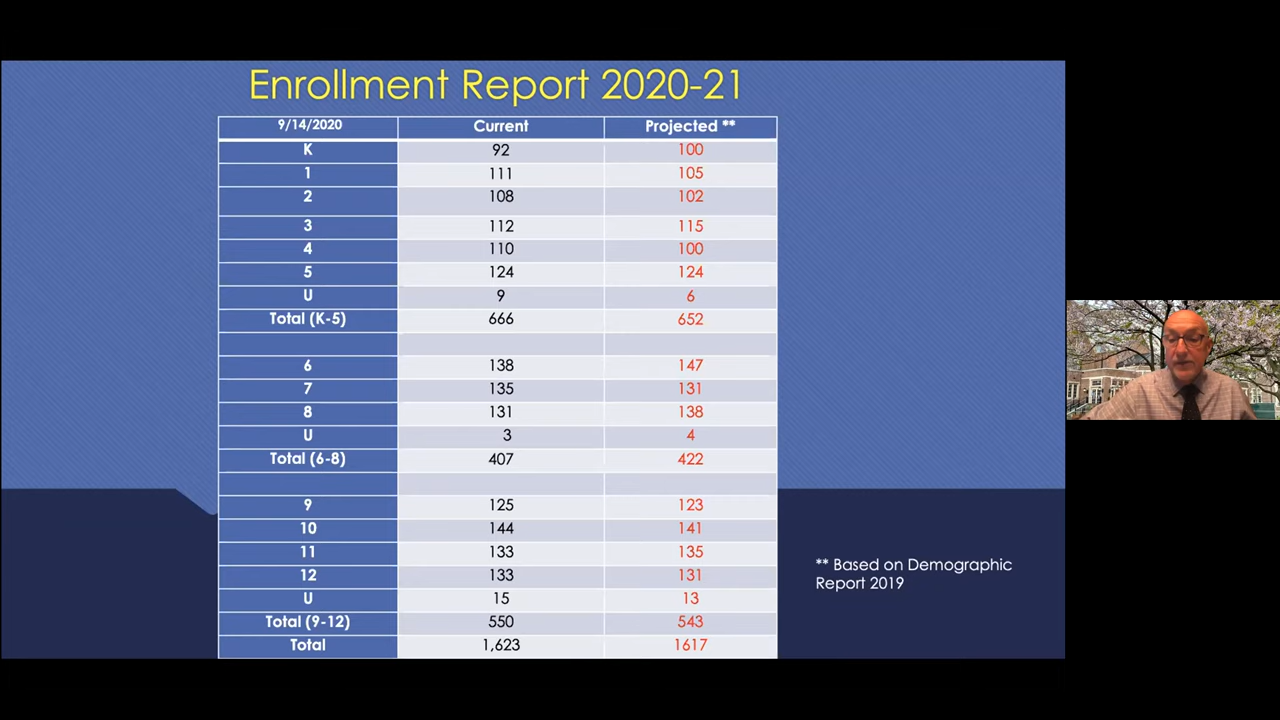 Enrollment Report 2020-21
9/14/2020 Current Projected **
K 92 100
1 111 105
2 108 102
3 112 115
4 110 100
5 124 124
U 9 6
Total (K-5) 666 652
6 138 147
7 135 131
8 131 138
U 3 4
Total (6-8) 407 422
9 125 123
10 144 141
11 133 135
12 133 131
U 15 13
Total (9-12) 550 543
Total 1,623 1617
** Based on Demographic
Report 2019